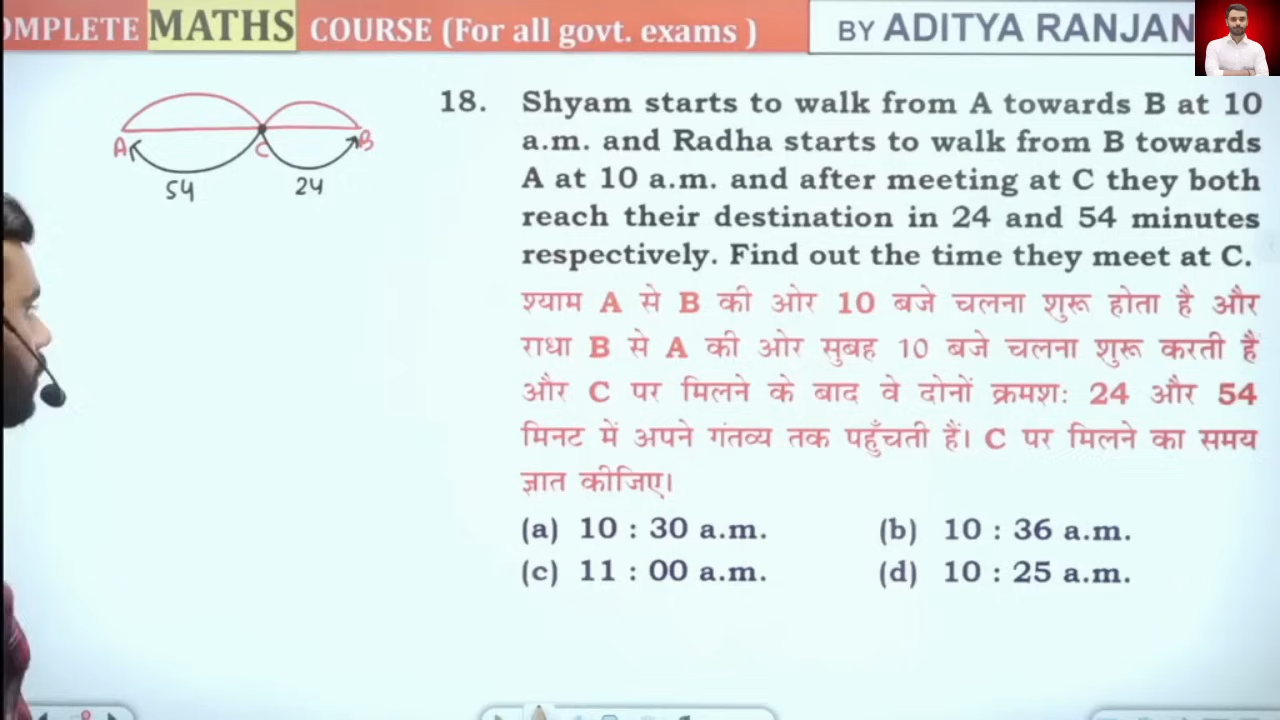 OMPLETE MATHS COURSE (For all govt. exams )
BY ADITYA RANJAN
A C B
54 24
18. Shyam starts to walk from A towards B at 10
a.m. and Radha starts to walk from B towards
A at 10 a.m. and after meeting at C they both
reach their destination in 24 and 54 minutes
respectively. Find out the time they meet at C.
श्याम A से B की ओर 10 बजे चलना शुरू होता है और
राधा B से A की ओर सुबह 10 बजे चलना शुरू करती है
और C पर मिलने के बाद वे दोनों क्रमश: 24 और 54
मिनट में अपने गंतव्य तक पहुँचती हैं। C पर मिलने का समय
ज्ञात कीजिए।
(a) 10 : 30 a.m. (b) 10 : 36 a.m.
(c) 11 : 00 a.m. (d) 10 : 25 a.m.